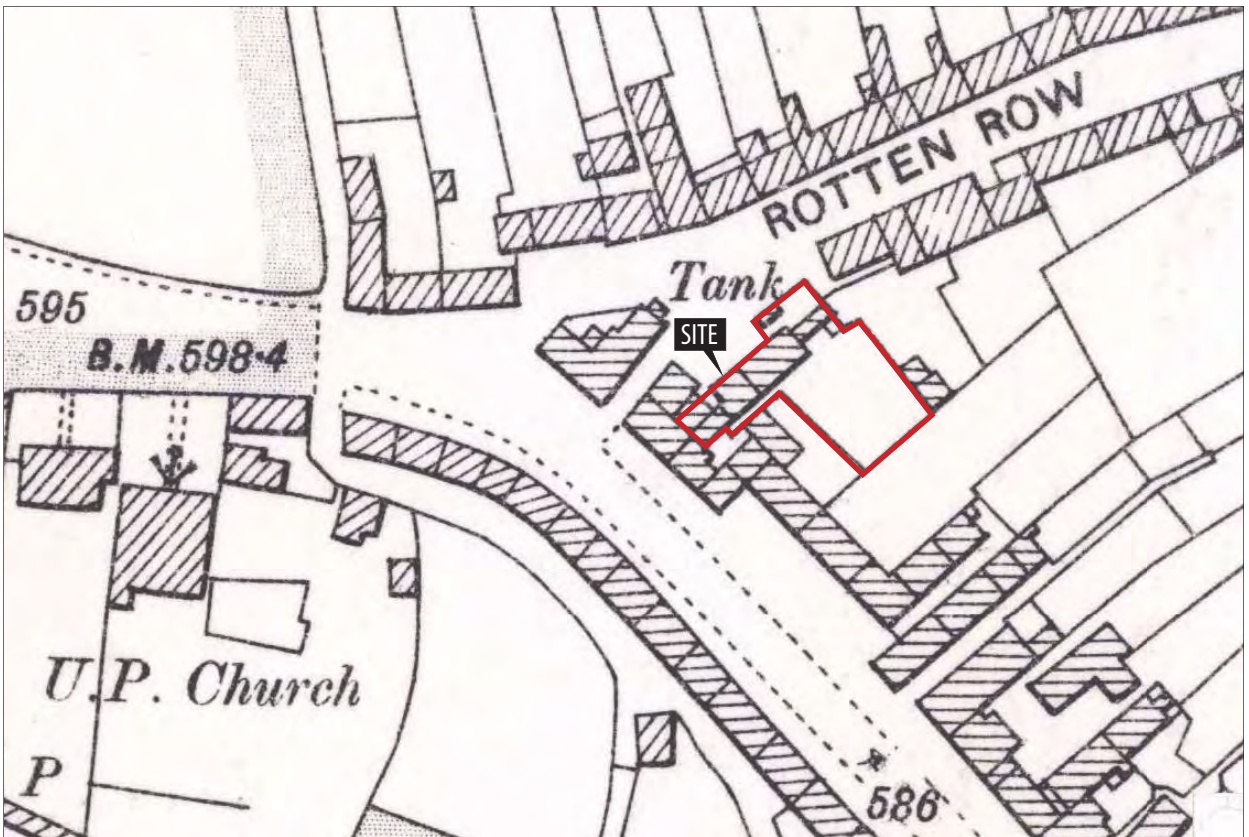 ROTTEN ROW
Tank
595
SITE
B.M. 598·4
U.P. Church
P
586